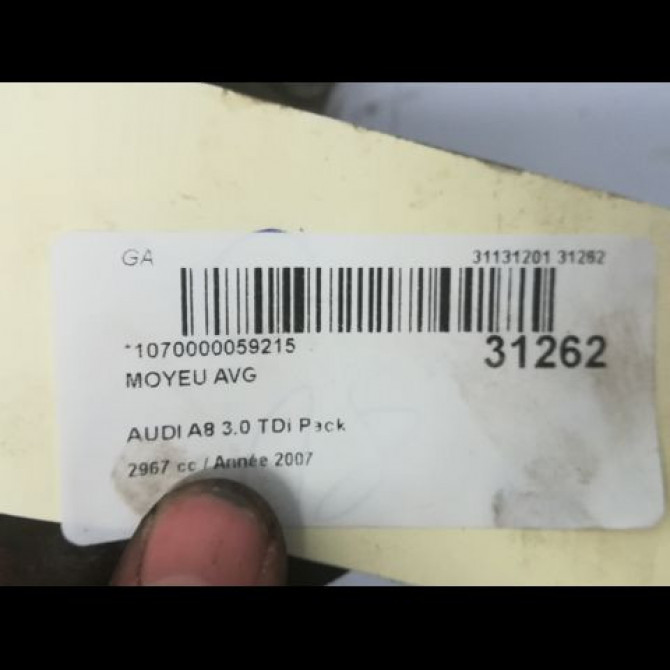 GA 31131201 31262
*1070000059215 31262
MOYEU AVG
AUDI A8 3.0 TDi Pack
2967 cc / Année 2007